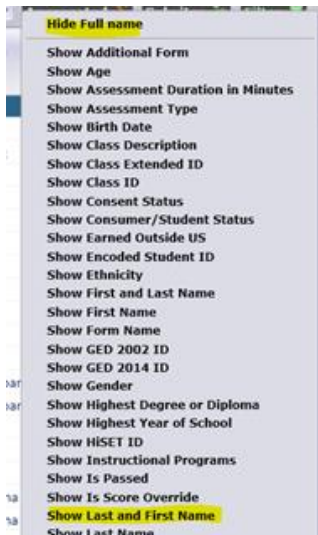 Hide Full name
Show Additional Form
Show Age
Show Assessment Duration in Minutes
Show Assessment Type
Show Birth Date
Show Class Description
Show Class Extended ID
Show Class ID
Show Consent Status
Show Consumer/Student Status
Show Earned Outside US
Show Encoded Student ID
Show Ethnicity
Show First and Last Name
Show First Name
Show Form Name
Show GED 2002 ID
Show GED 2014 ID
Show Gender
Show Highest Degree or Diploma
Show Highest Year of School
Show HiSET ID
Show Instructional Programs
Show Is Passed
Show Is Score Override
Show Last and First Name
Show Last Name